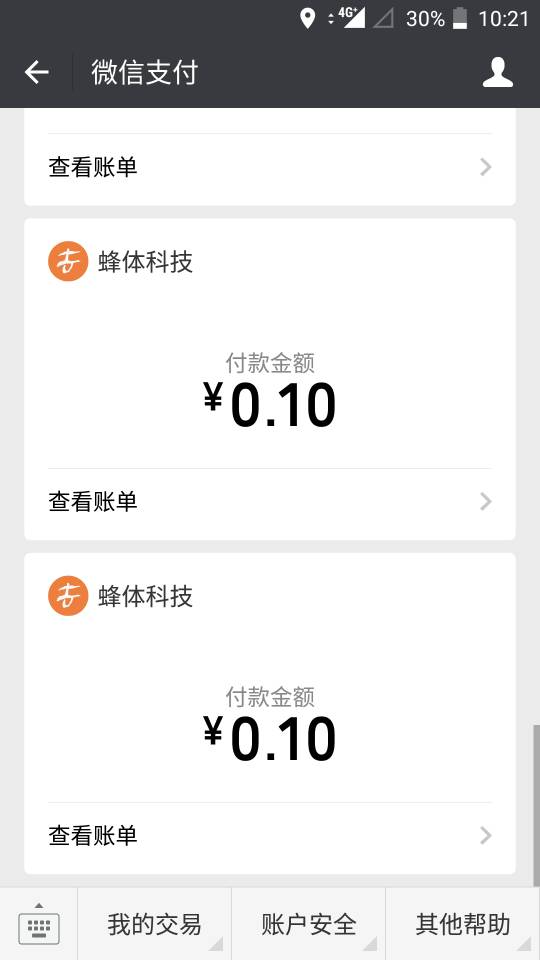 4G+ 30% 10:21
微信支付
查看账单
蜂体科技
付款金额
¥0.10
查看账单
蜂体科技
付款金额
¥0.10
查看账单
我的交易 账户安全 其他帮助